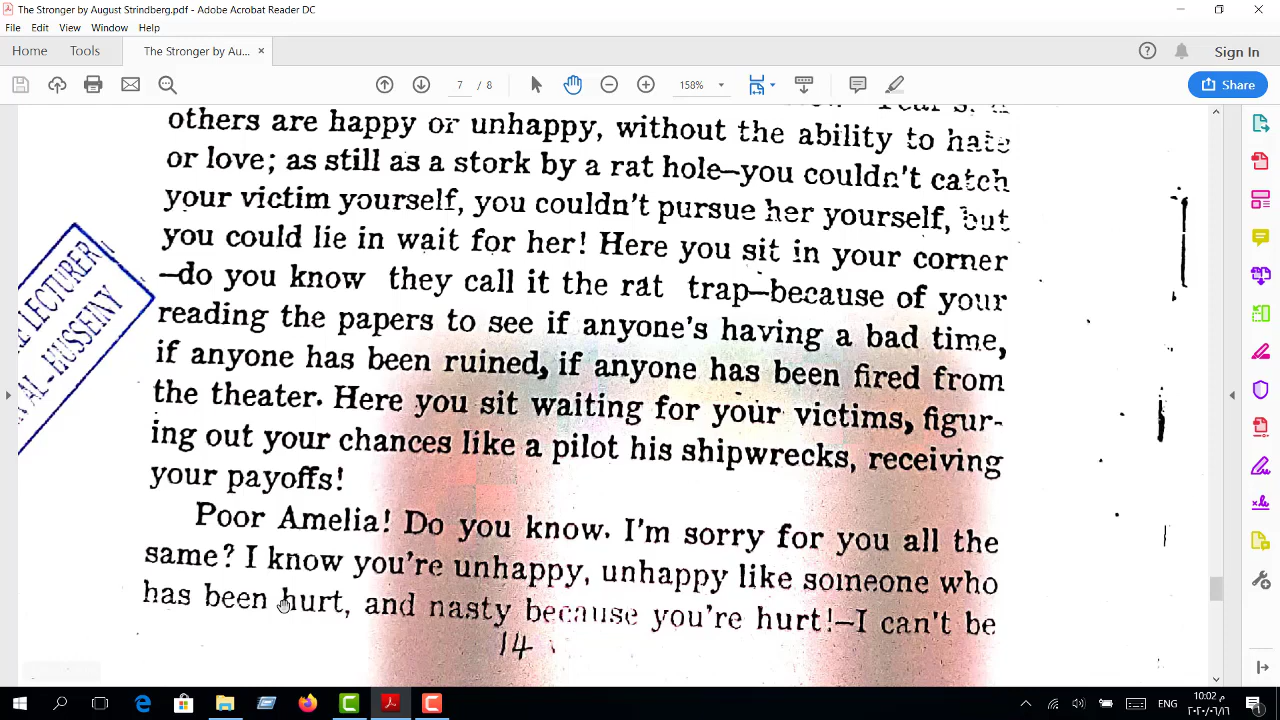 The Stronger by August Strindberg.pdf - Adobe Acrobat Reader DC
File Edit View Window Help
Home Tools The Stronger by Au... × Sign In
7 / 8 158% Share
others are happy or unhappy, without the ability to hate
or love; as still as a stork by a rat hole—you couldn't catch
your victim yourself, you couldn't pursue her yourself, but
you could lie in wait for her! Here you sit in your corner
—do you know they call it the rat trap—because of your
reading the papers to see if anyone's having a bad time,
if anyone has been ruined, if anyone has been fired from
the theater. Here you sit waiting for your victims, figur-
ing out your chances like a pilot his shipwrecks, receiving
your payoffs!
Poor Amelia! Do you know. I'm sorry for you all the
same? I know you're unhappy, unhappy like someone who
has been hurt, and nasty because you're hurt!—I can't be
14
LECTURER
AL-HUSSEINY
ENG
10:02 م